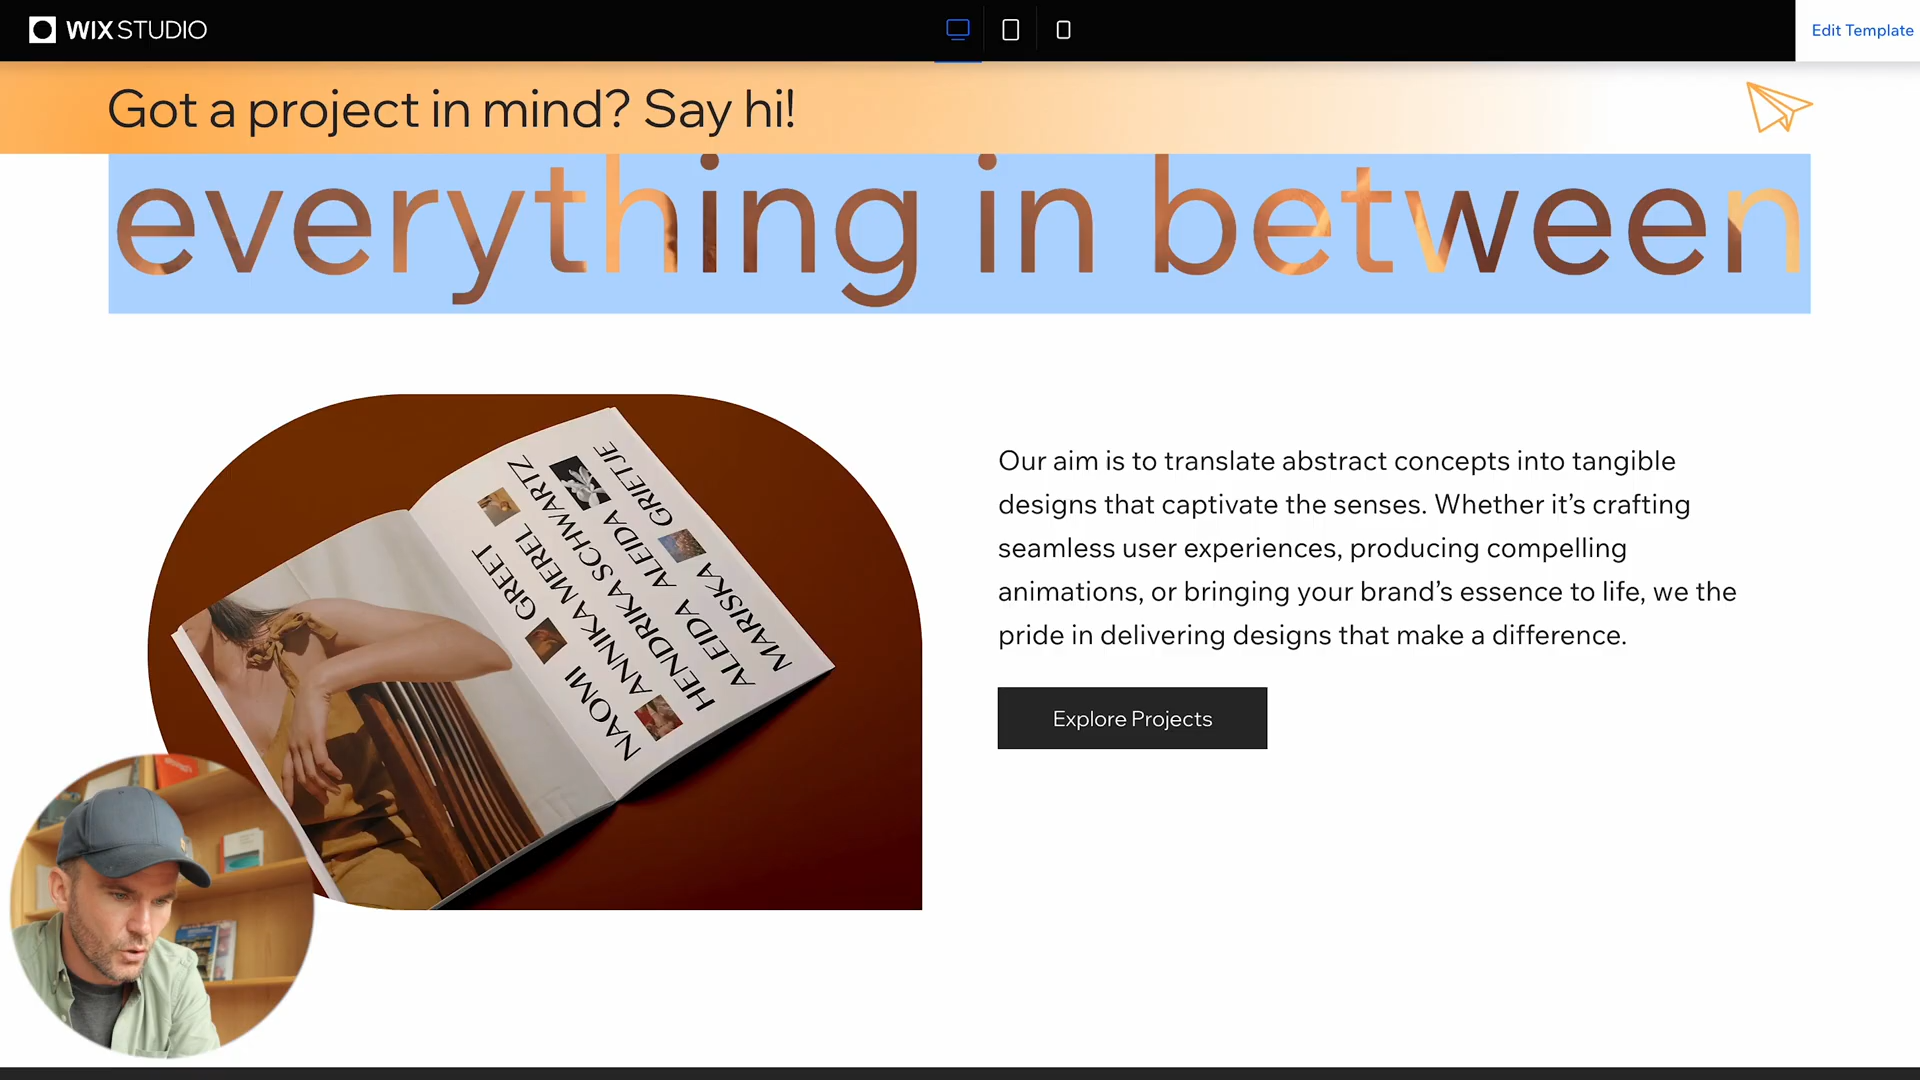 WIX STUDIO
Edit Template
Got a project in mind? Say hi!
everything in between
Our aim is to translate abstract concepts into tangible
designs that captivate the senses. Whether it’s crafting
seamless user experiences, producing compelling
animations, or bringing your brand’s essence to life, we the
pride in delivering designs that make a difference.
Explore Projects
NAOMI GREET
ANNIKA MEREL
HENDRIKA SCHWARTZ
ALEIDA ALEIDA
MARISKA GRIETJE